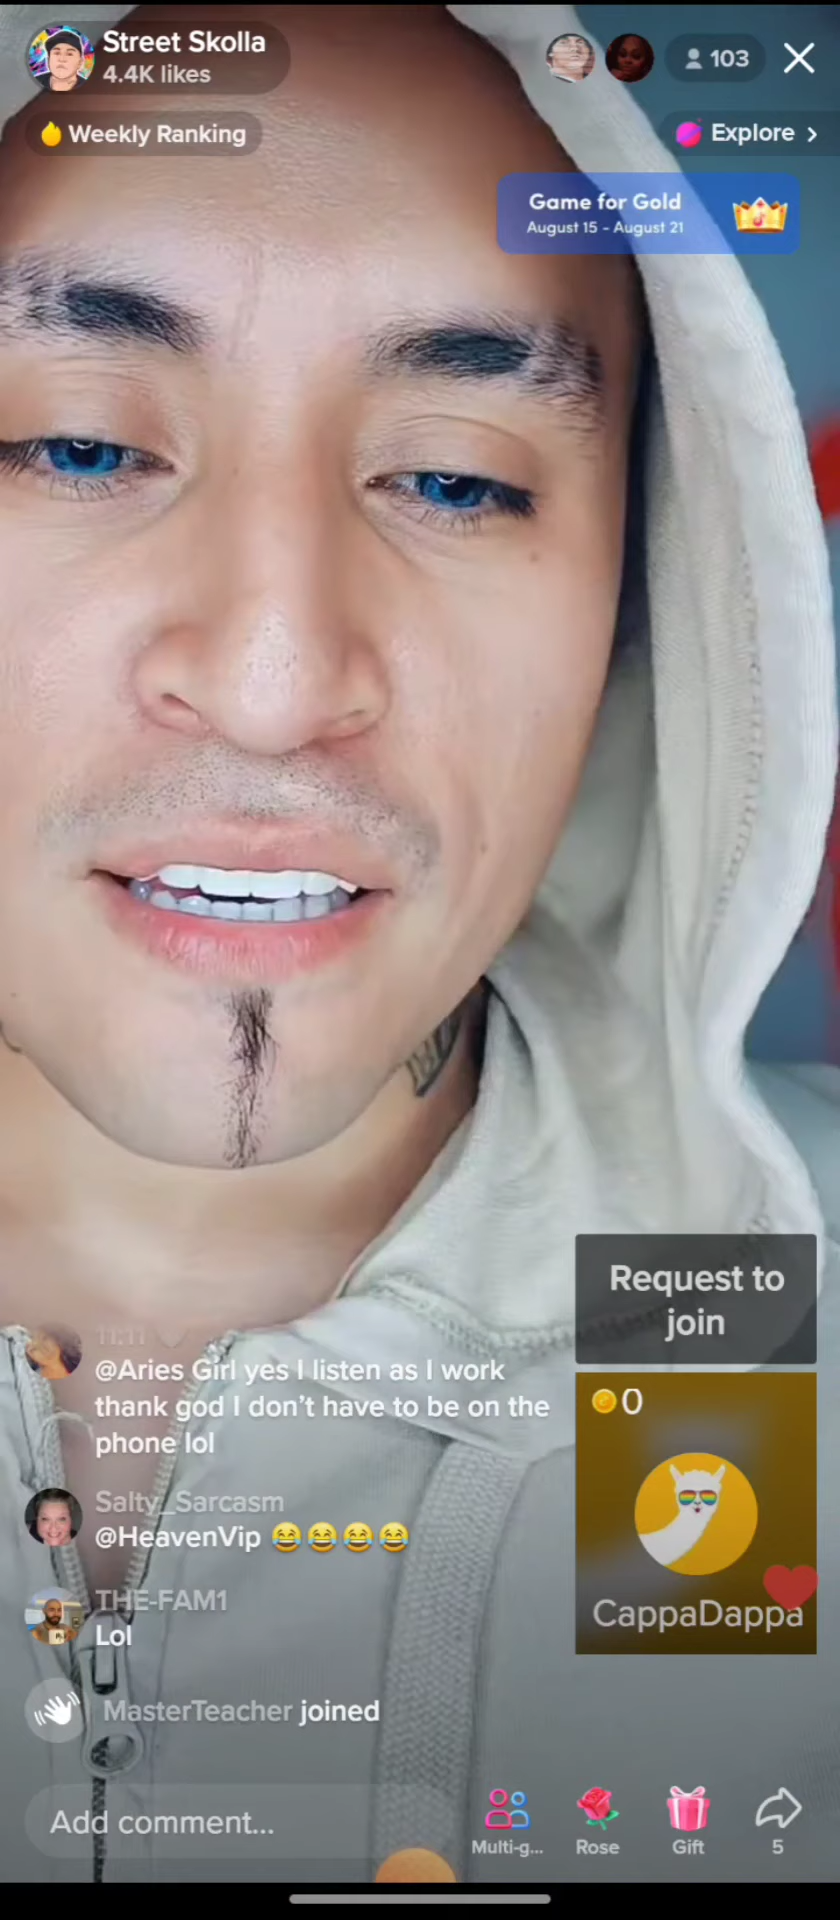 Street Skolla
4.4K likes
103
Weekly Ranking
Explore
Game for Gold
August 15 - August 21
Request to
join
11:11
@Aries Girl yes I listen as I work
thank god I don't have to be on the
phone lol
0
Salty_Sarcasm
@HeavenVip 😂😂😂😂
CappaDappa
THE-FAM1
Lol
MasterTeacher joined
Add comment...
Multi-g...
Rose
Gift
5